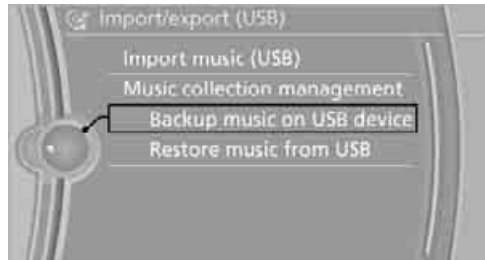 Import/export (USB)
Import music (USB)
Music collection management
Backup music on USB device
Restore music from USB